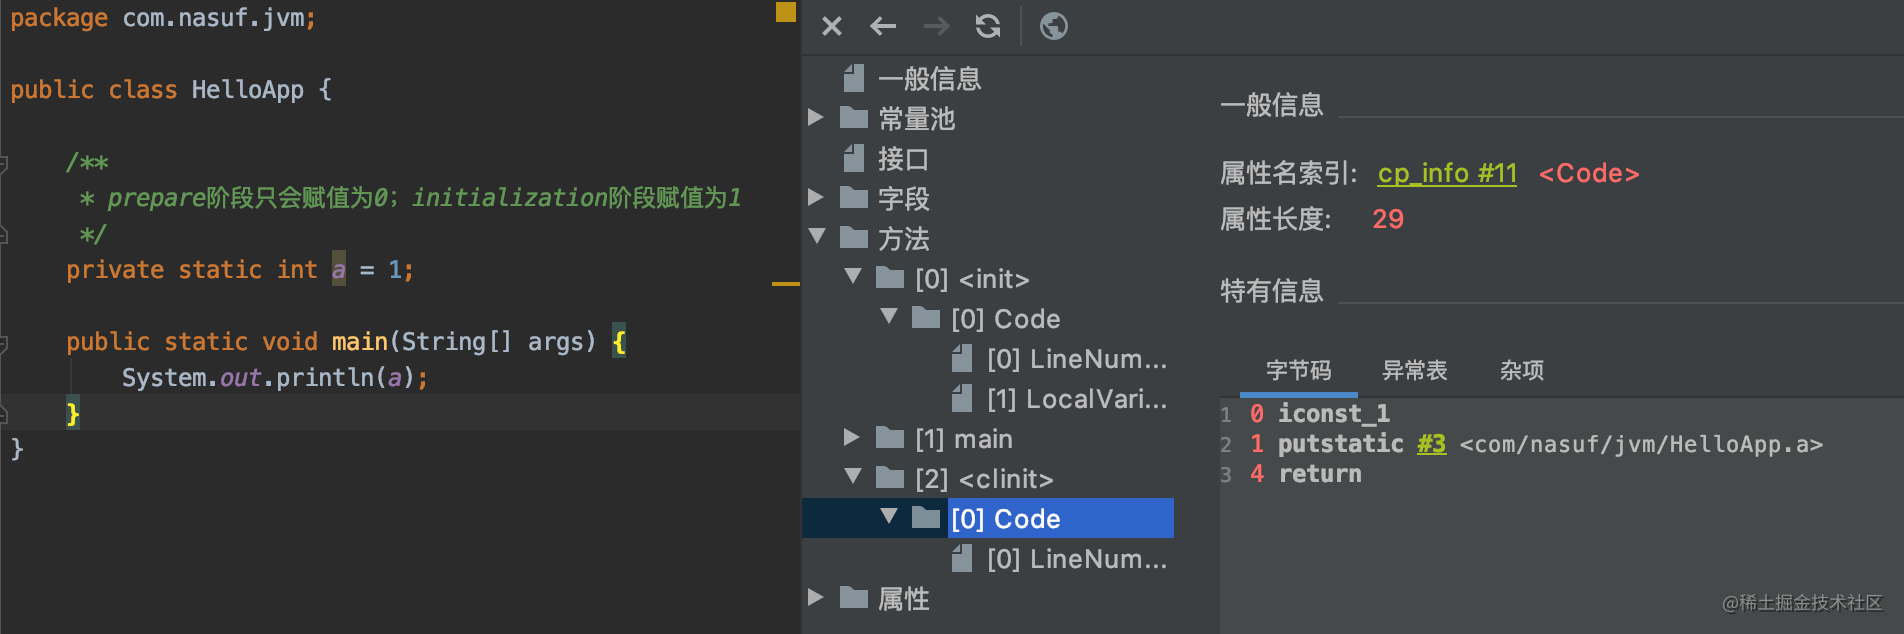 package com.nasuf.jvm;
public class HelloApp {
/**
* prepare阶段只会赋值为0；initialization阶段赋值为1
*/
private static int a = 1;
public static void main(String[] args) {
System.out.println(a);
}
}
一般信息
常量池
接口
字段
方法
[0] <init>
[0] Code
[0] LineNum...
[1] LocalVari...
[1] main
[2] <clinit>
[0] Code
[0] LineNum...
属性
一般信息
属性名索引: cp_info #11 <Code>
属性长度: 29
特有信息
字节码 异常表 杂项
1 0 iconst_1
2 1 putstatic #3 <com/nasuf/jvm/HelloApp.a>
3 4 return
@稀土掘金技术社区